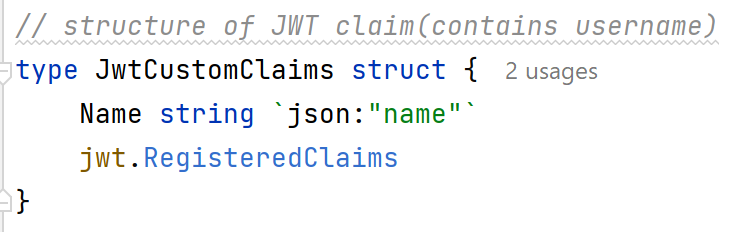 // structure of JWT claim(contains username)
type JwtCustomClaims struct { 2 usages
Name string `json:"name"`
jwt.RegisteredClaims
}